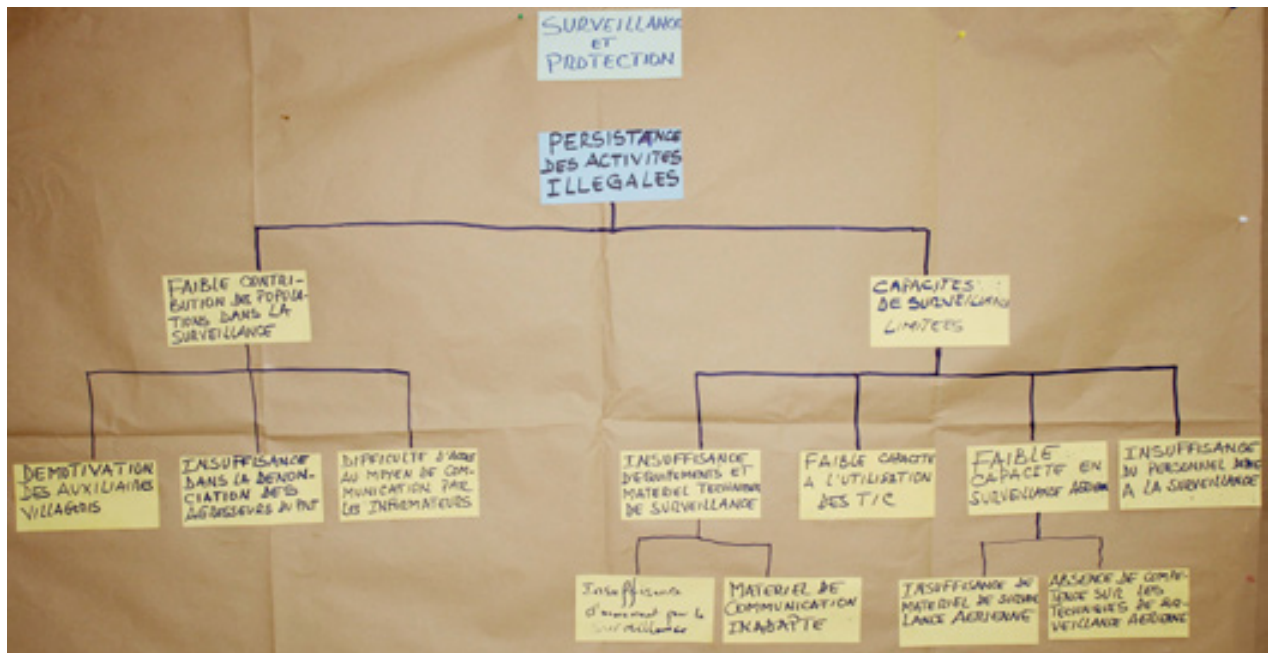 SURVEILLANCE
ET
PROTECTION
PERSISTANCE
DES ACTIVITES
ILLEGALES
FAIBLE CONTRI-
BUTION DES POPULA-
TIONS DANS LA
SURVEILLANCE
CAPACITES
DE SURVEILLAN
LIMITEES
DEMOTIVATION
DES AUXILIAIRES
VILLAGEOIS
INSUFFISANCE
DANS LA DENON-
CIATION DES
AGRESSEURS DU PNT
DIFFICULTE D'ACCES
AU MOYEN DE COM-
MUNICATION PAR
LES INFORMATEURS
INSUFFISANCE
D'EQUIPEMENTS ET
MATERIEL TECHNIQUE
DE SURVEILLANCE
FAIBLE CAPACITE
A L'UTILISATION
DES TIC
FAIBLE
CAPACITE EN
SURVEILLANCE AERIENNE
INSUFFISANCE
DU PERSONNEL DEDIE
A LA SURVEILLANCE
Insuffisance
d'armement pour la
surveillance
MATERIEL DE
COMMUNICATION
INADAPTE
INSUFFISANCE DE
MATERIEL DE SURVEIL
LANCE AERIENNE
ABSENCE DE COMPE-
TENCE SUR LES
TECHNIQUES DE SUR-
VEILLANCE AERIENNE